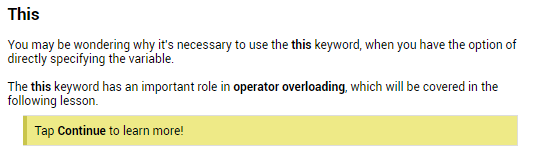 This
You may be wondering why it's necessary to use the this keyword, when you have the option of
directly specifying the variable.
The this keyword has an important role in operator overloading, which will be covered in the
following lesson.
Tap Continue to learn more!